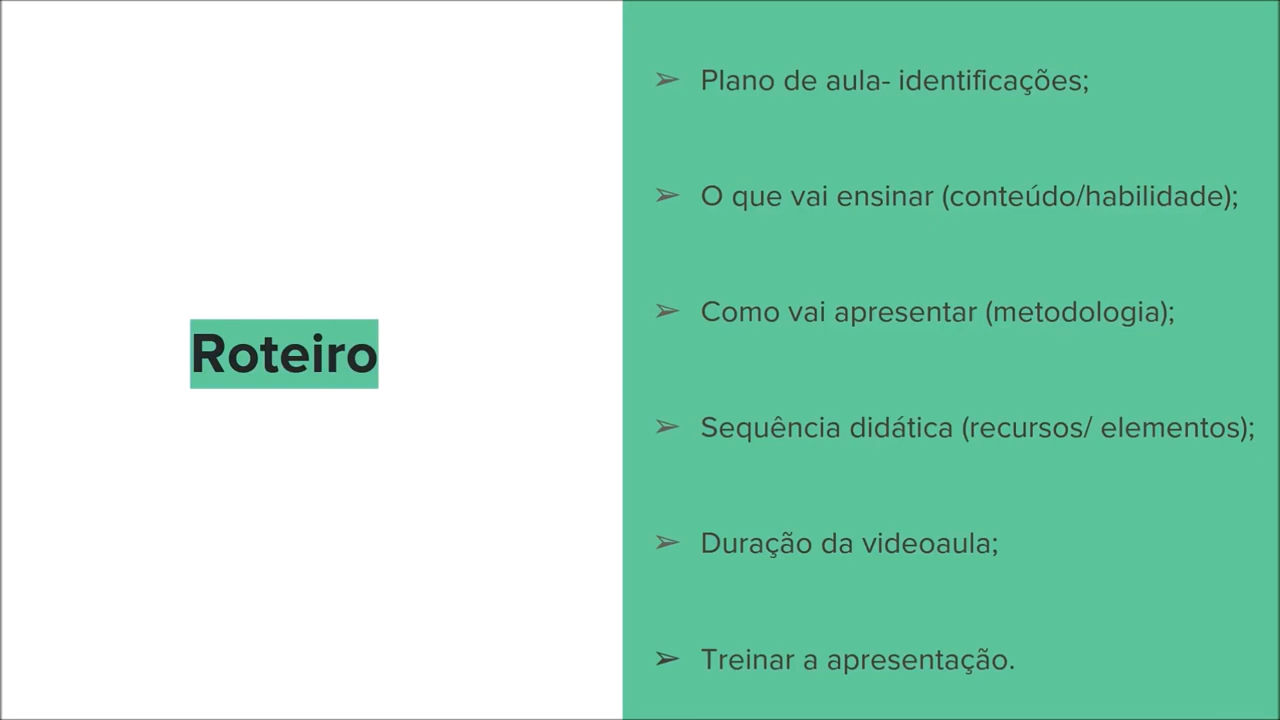 Roteiro
➢ Plano de aula- identificações;
➢ O que vai ensinar (conteúdo/habilidade);
➢ Como vai apresentar (metodologia);
➢ Sequência didática (recursos/ elementos);
➢ Duração da videoaula;
➢ Treinar a apresentação.